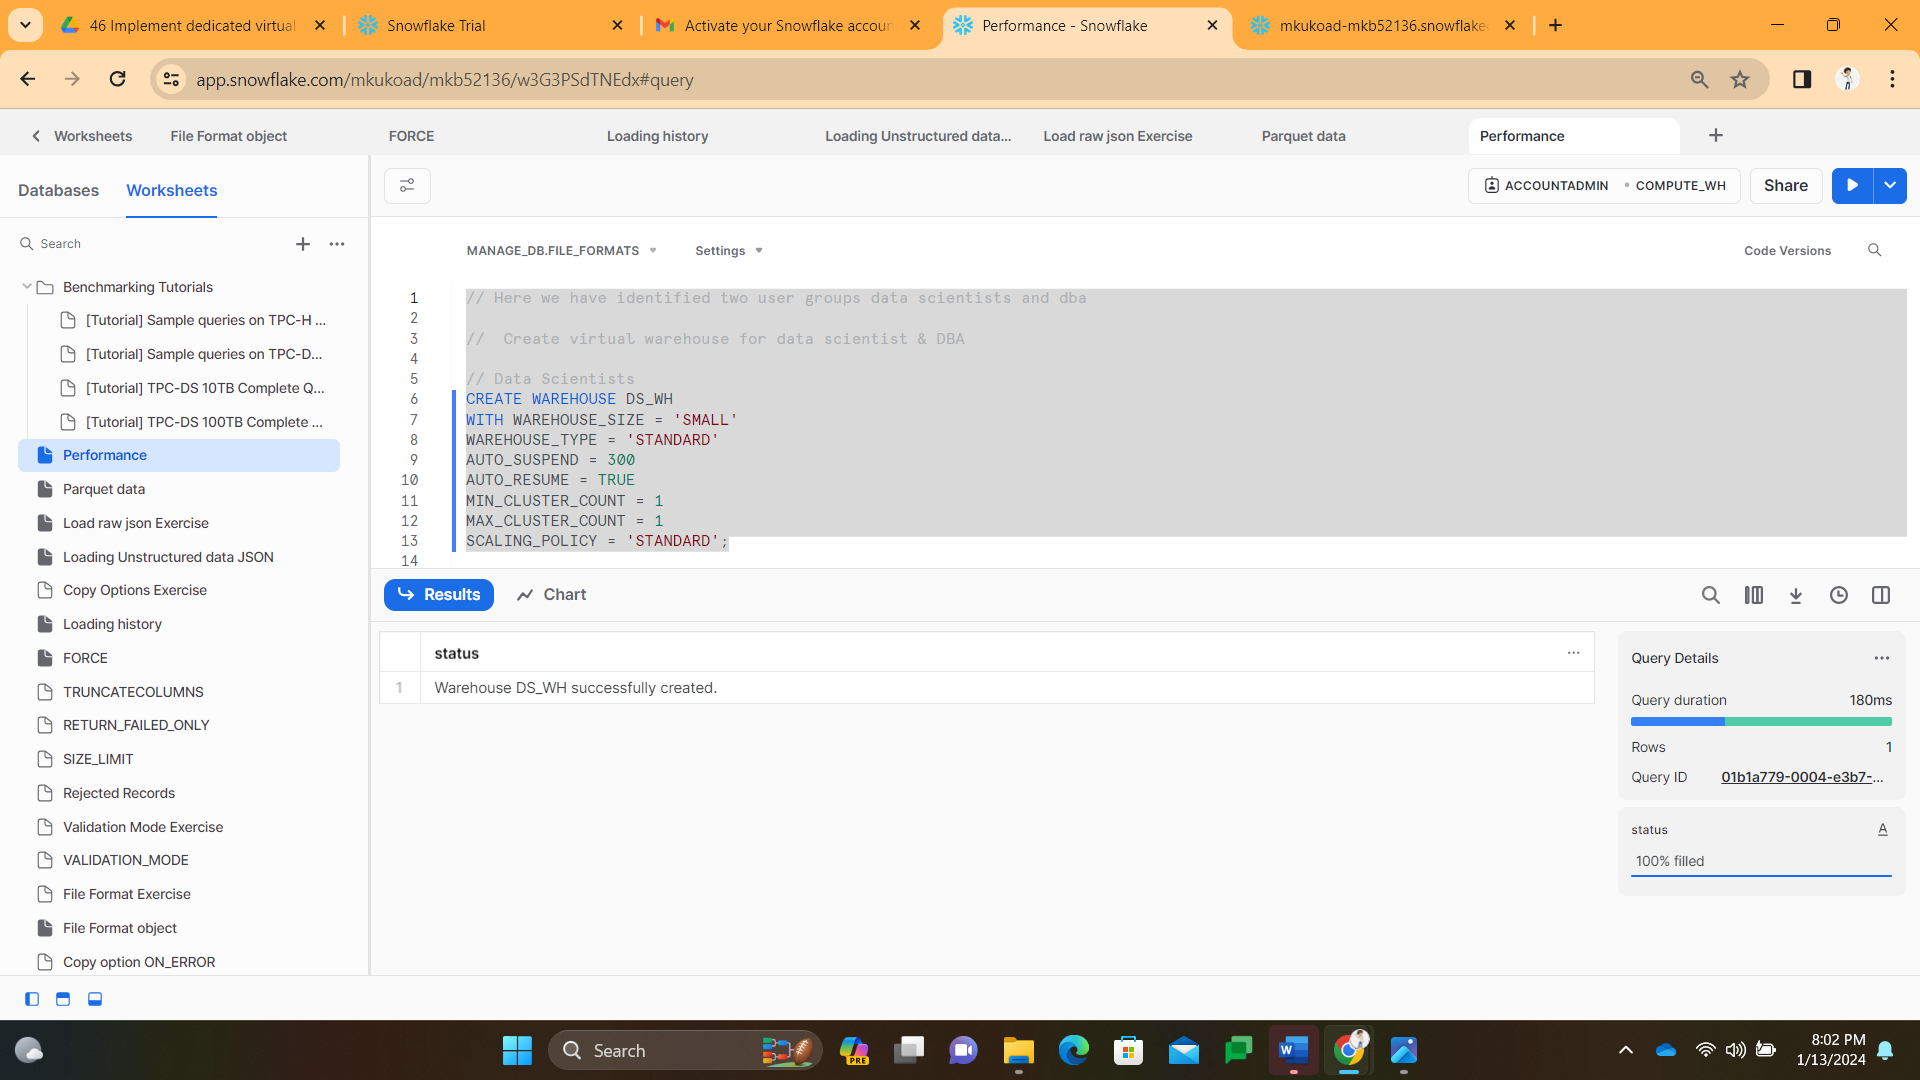 46 Implement dedicated virtual
Snowflake Trial
Activate your Snowflake accoun
Performance - Snowflake
mkukoad-mkb52136.snowflake
app.snowflake.com/mkukoad/mkb52136/w3G3PSdTNEdx#query
Worksheets
File Format object
FORCE
Loading history
Loading Unstructured data...
Load raw json Exercise
Parquet data
Performance
Databases
Worksheets
ACCOUNTADMIN
COMPUTE_WH
Share
Search
MANAGE_DB.FILE_FORMATS
Settings
Code Versions
Benchmarking Tutorials
[Tutorial] Sample queries on TPC-H ...
[Tutorial] Sample queries on TPC-D...
[Tutorial] TPC-DS 10TB Complete Q...
[Tutorial] TPC-DS 100TB Complete ...
Performance
Parquet data
Load raw json Exercise
Loading Unstructured data JSON
Copy Options Exercise
Loading history
FORCE
TRUNCATECOLUMNS
RETURN_FAILED_ONLY
SIZE_LIMIT
Rejected Records
Validation Mode Exercise
VALIDATION_MODE
File Format Exercise
File Format object
Copy option ON_ERROR
1 // Here we have identified two user groups data scientists and dba
2
3 //  Create virtual warehouse for data scientist & DBA
4
5 // Data Scientists
6 CREATE WAREHOUSE DS_WH
7 WITH WAREHOUSE_SIZE = 'SMALL'
8 WAREHOUSE_TYPE = 'STANDARD'
9 AUTO_SUSPEND = 300
10 AUTO_RESUME = TRUE
11 MIN_CLUSTER_COUNT = 1
12 MAX_CLUSTER_COUNT = 1
13 SCALING_POLICY = 'STANDARD';
14
Results
Chart
status
1 Warehouse DS_WH successfully created.
Query Details
Query duration 180ms
Rows 1
Query ID 01b1a779-0004-e3b7-...
status
A
100% filled
Search
PRE
8:02 PM
1/13/2024